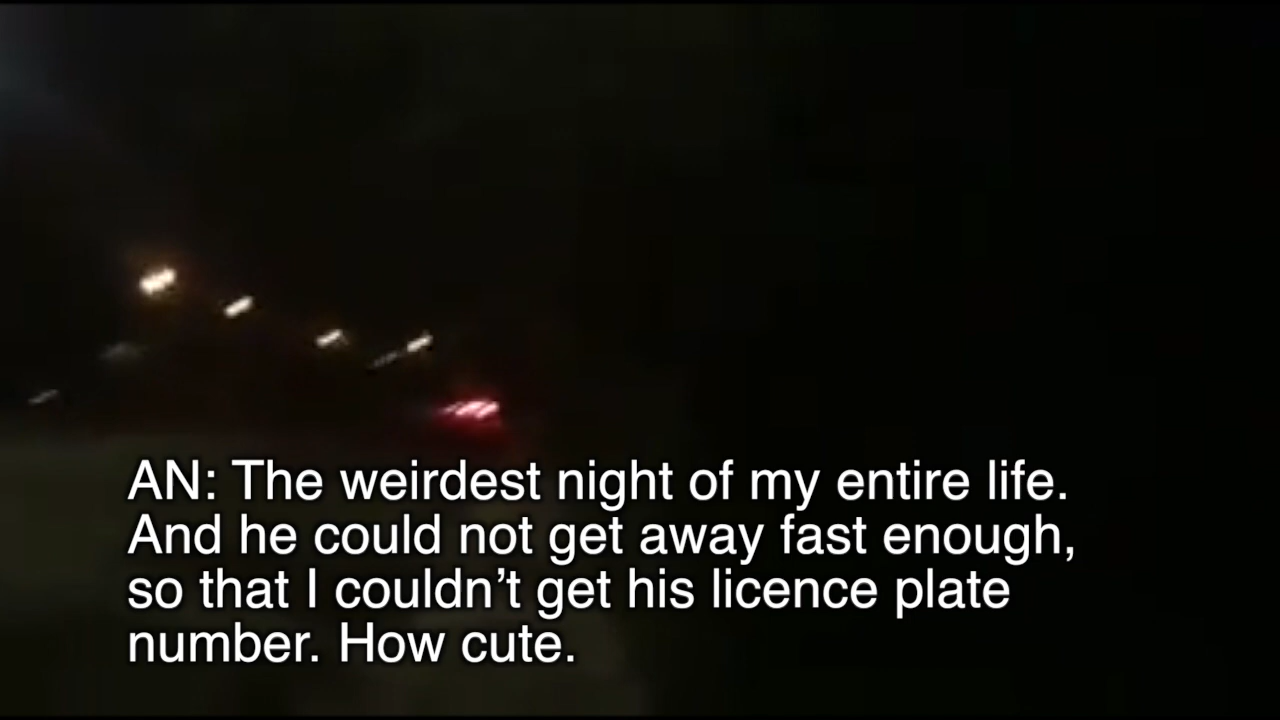 AN: The weirdest night of my entire life.
And he could not get away fast enough,
so that I couldn’t get his licence plate
number. How cute.